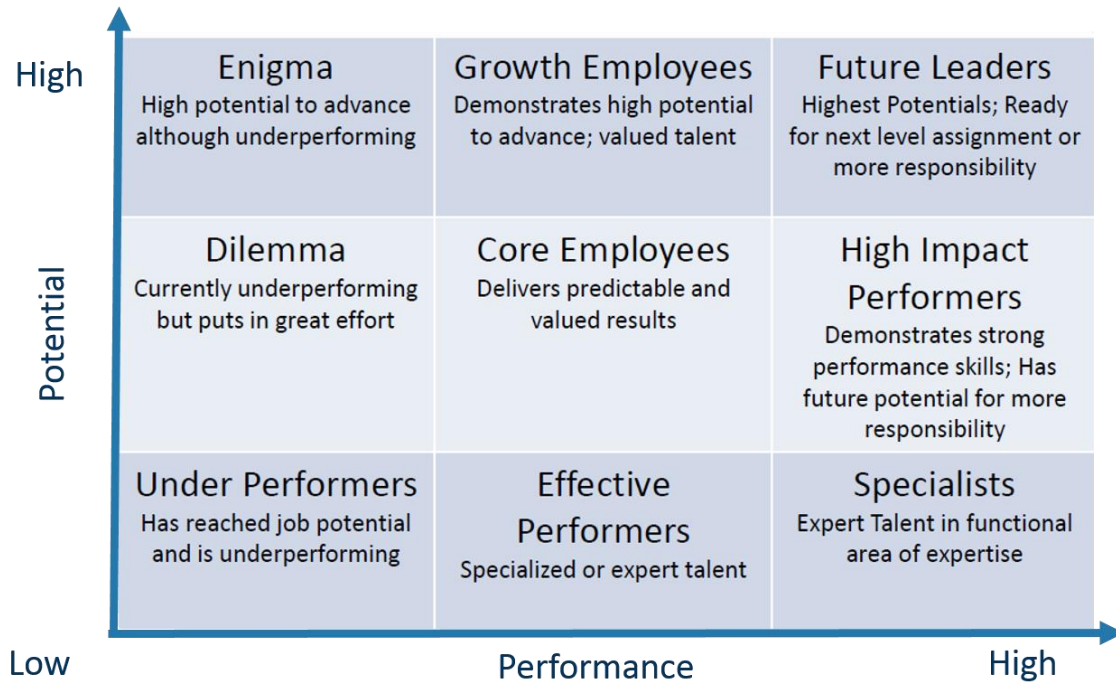 High
Enigma
High potential to advance
although underperforming
Growth Employees
Demonstrates high potential
to advance; valued talent
Future Leaders
Highest Potentials; Ready
for next level assignment or
more responsibility
Potential
Dilemma
Currently underperforming
but puts in great effort
Core Employees
Delivers predictable and
valued results
High Impact
Performers
Demonstrates strong
performance skills; Has
future potential for more
responsibility
Under Performers
Has reached job potential
and is underperforming
Effective
Performers
Specialized or expert talent
Specialists
Expert Talent in functional
area of expertise
Low
Performance
High